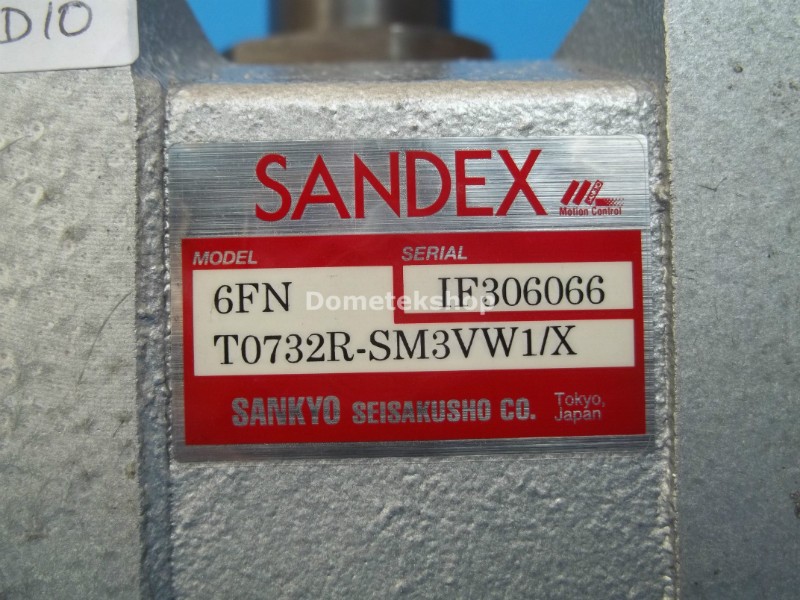 D10
SANDEX
Motion Control
MODEL
SERIAL
6FN
IF306066
T0732R-SM3VW1/X
SANKYO SEISAKUSHO CO.
Tokyo,
Japan
Dometekshop